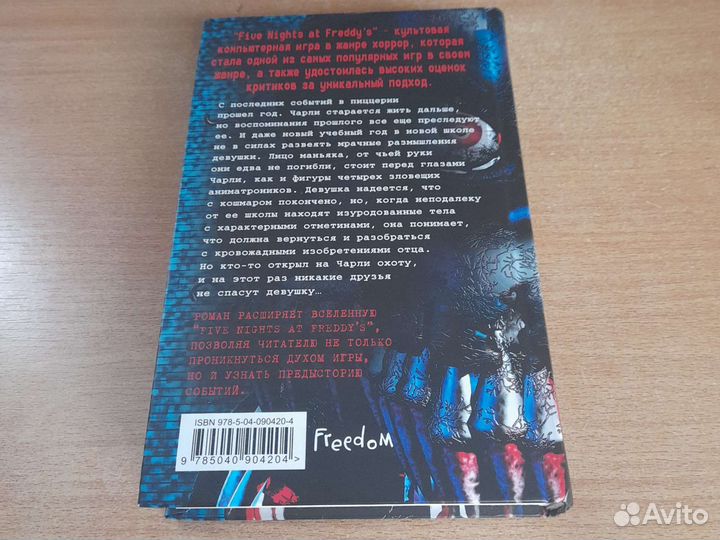 "Five Nights at Freddy's" – культовая
компьютерная игра в жанре хоррор, которая
стала одной из самых популярных игр в своем
жанре, а также удостоилась высоких оценок
критиков за уникальный подход.
С последних событий в пиццерии
прошел год. Чарли старается жить дальше,
но воспоминания прошлого все еще преследуют
ее. И даже новый учебный год в новой школе
не в силах развеять мрачные размышления
девушки. Лицо маньяка, от чьей руки
они едва не погибли, стоит перед глазами
Чарли, как и фигуры четырех зловещих
аниматроников. Девушка надеется, что
с кошмаром покончено, но, когда неподалеку
от ее школы находят изуродованные тела
с характерными отметинами, она понимает,
что должна вернуться и разобраться
с кровожадными изобретениями отца.
Но кто-то открыл на Чарли охоту,
и на этот раз никакие друзья
не спасут девушку…
РОМАН РАСШИРЯЕТ ВСЕЛЕННУЮ
"FIVE NIGHTS AT FREDDY'S",
ПОЗВОЛЯЯ ЧИТАТЕЛЮ НЕ ТОЛЬКО
ПРОНИКНУТЬСЯ ДУХОМ ИГРЫ,
НО И УЗНАТЬ ПРЕДЫСТОРИЮ
СОБЫТИЙ.
ISBN 978-5-04-090420-4
9 785040 904204 >
Freedom
Avito